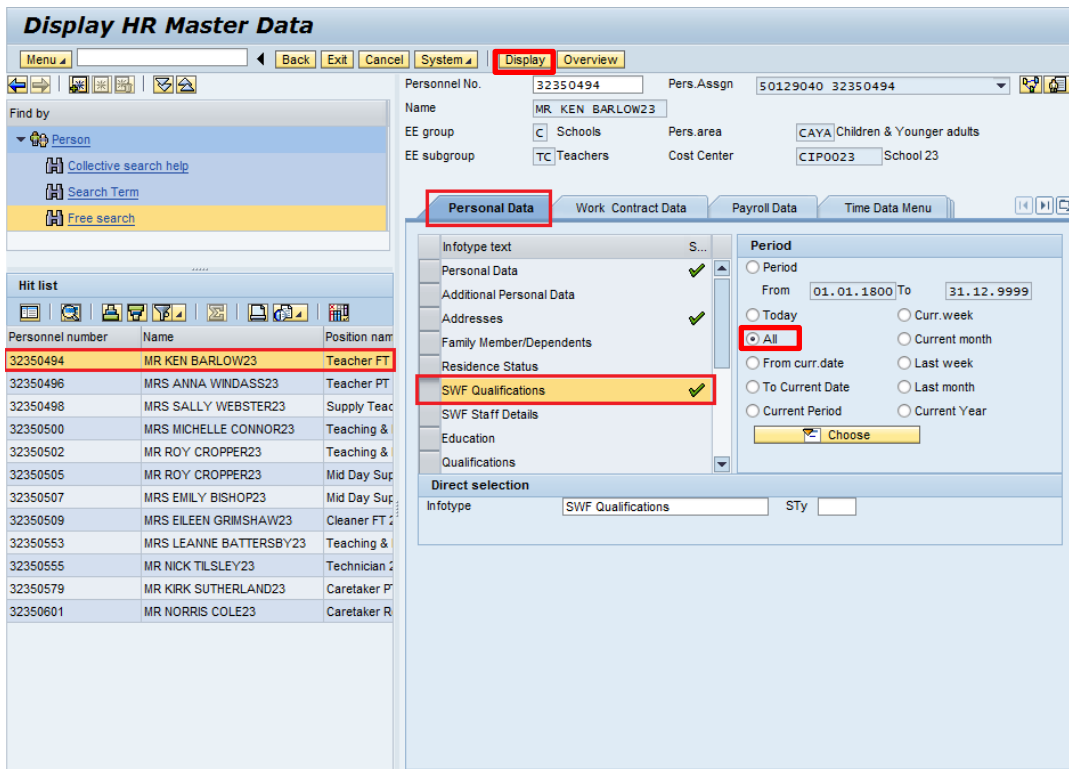 Display HR Master Data
Menu Back Exit Cancel System Display Overview
Find by
Person
Collective search help
Search Term
Free search
Hit list
Personnel number Name Position nam
32350494 MR KEN BARLOW23 Teacher FT
32350496 MRS ANNA WINDASS23 Teacher PT
32350498 MRS SALLY WEBSTER23 Supply Teac
32350500 MRS MICHELLE CONNOR23 Teaching &
32350502 MR ROY CROPPER23 Teaching &
32350505 MR ROY CROPPER23 Mid Day Sup
32350507 MRS EMILY BISHOP23 Mid Day Sup
32350509 MRS EILEEN GRIMSHAW23 Cleaner FT 2
32350553 MRS LEANNE BATTERSBY23 Teaching &
32350555 MR NICK TILSLEY23 Technician 2
32350579 MR KIRK SUTHERLAND23 Caretaker PT
32350601 MR NORRIS COLE23 Caretaker R
Personnel No. 32350494 Pers.Assgn 50129040 32350494
Name MR KEN BARLOW23
EE group C Schools Pers.area CAYA Children & Younger adults
EE subgroup TC Teachers Cost Center CIP0023 School 23
Personal Data Work Contract Data Payroll Data Time Data Menu
Infotype text S...
Personal Data
Additional Personal Data
Addresses
Family Member/Dependents
Residence Status
SWF Qualifications
SWF Staff Details
Education
Qualifications
Period
Period
From 01.01.1800 To 31.12.9999
Today Curr.week
All Current month
From curr.date Last week
To Current Date Last month
Current Period Current Year
Choose
Direct selection
Infotype SWF Qualifications STy